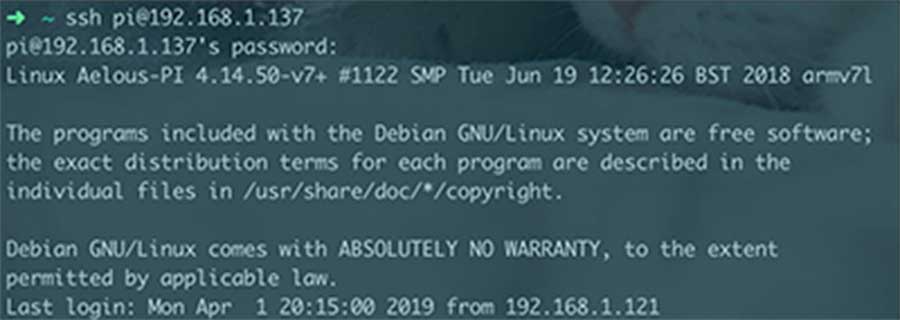 ➜ ~ ssh pi@192.168.1.137
pi@192.168.1.137's password:
Linux Aelous-PI 4.14.50-v7+ #1122 SMP Tue Jun 19 12:26:26 BST 2018 armv7l
The programs included with the Debian GNU/Linux system are free software;
the exact distribution terms for each program are described in the
individual files in /usr/share/doc/*/copyright.
Debian GNU/Linux comes with ABSOLUTELY NO WARRANTY, to the extent
permitted by applicable law.
Last login: Mon Apr  1 20:15:00 2019 from 192.168.1.121